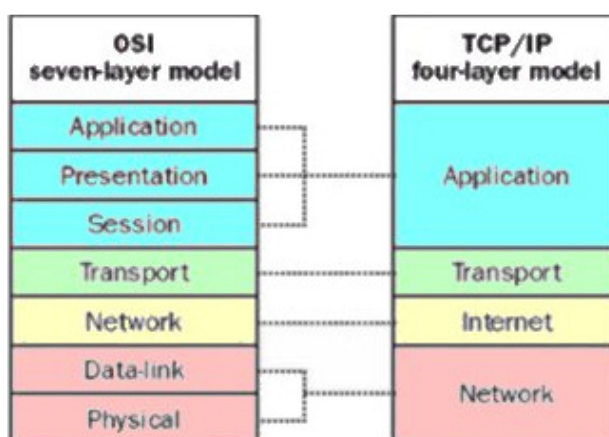 OSI
seven-layer model
Application
Presentation
Session
Transport
Network
Data-link
Physical
TCP/IP
four-layer model
Application
Transport
Internet
Network